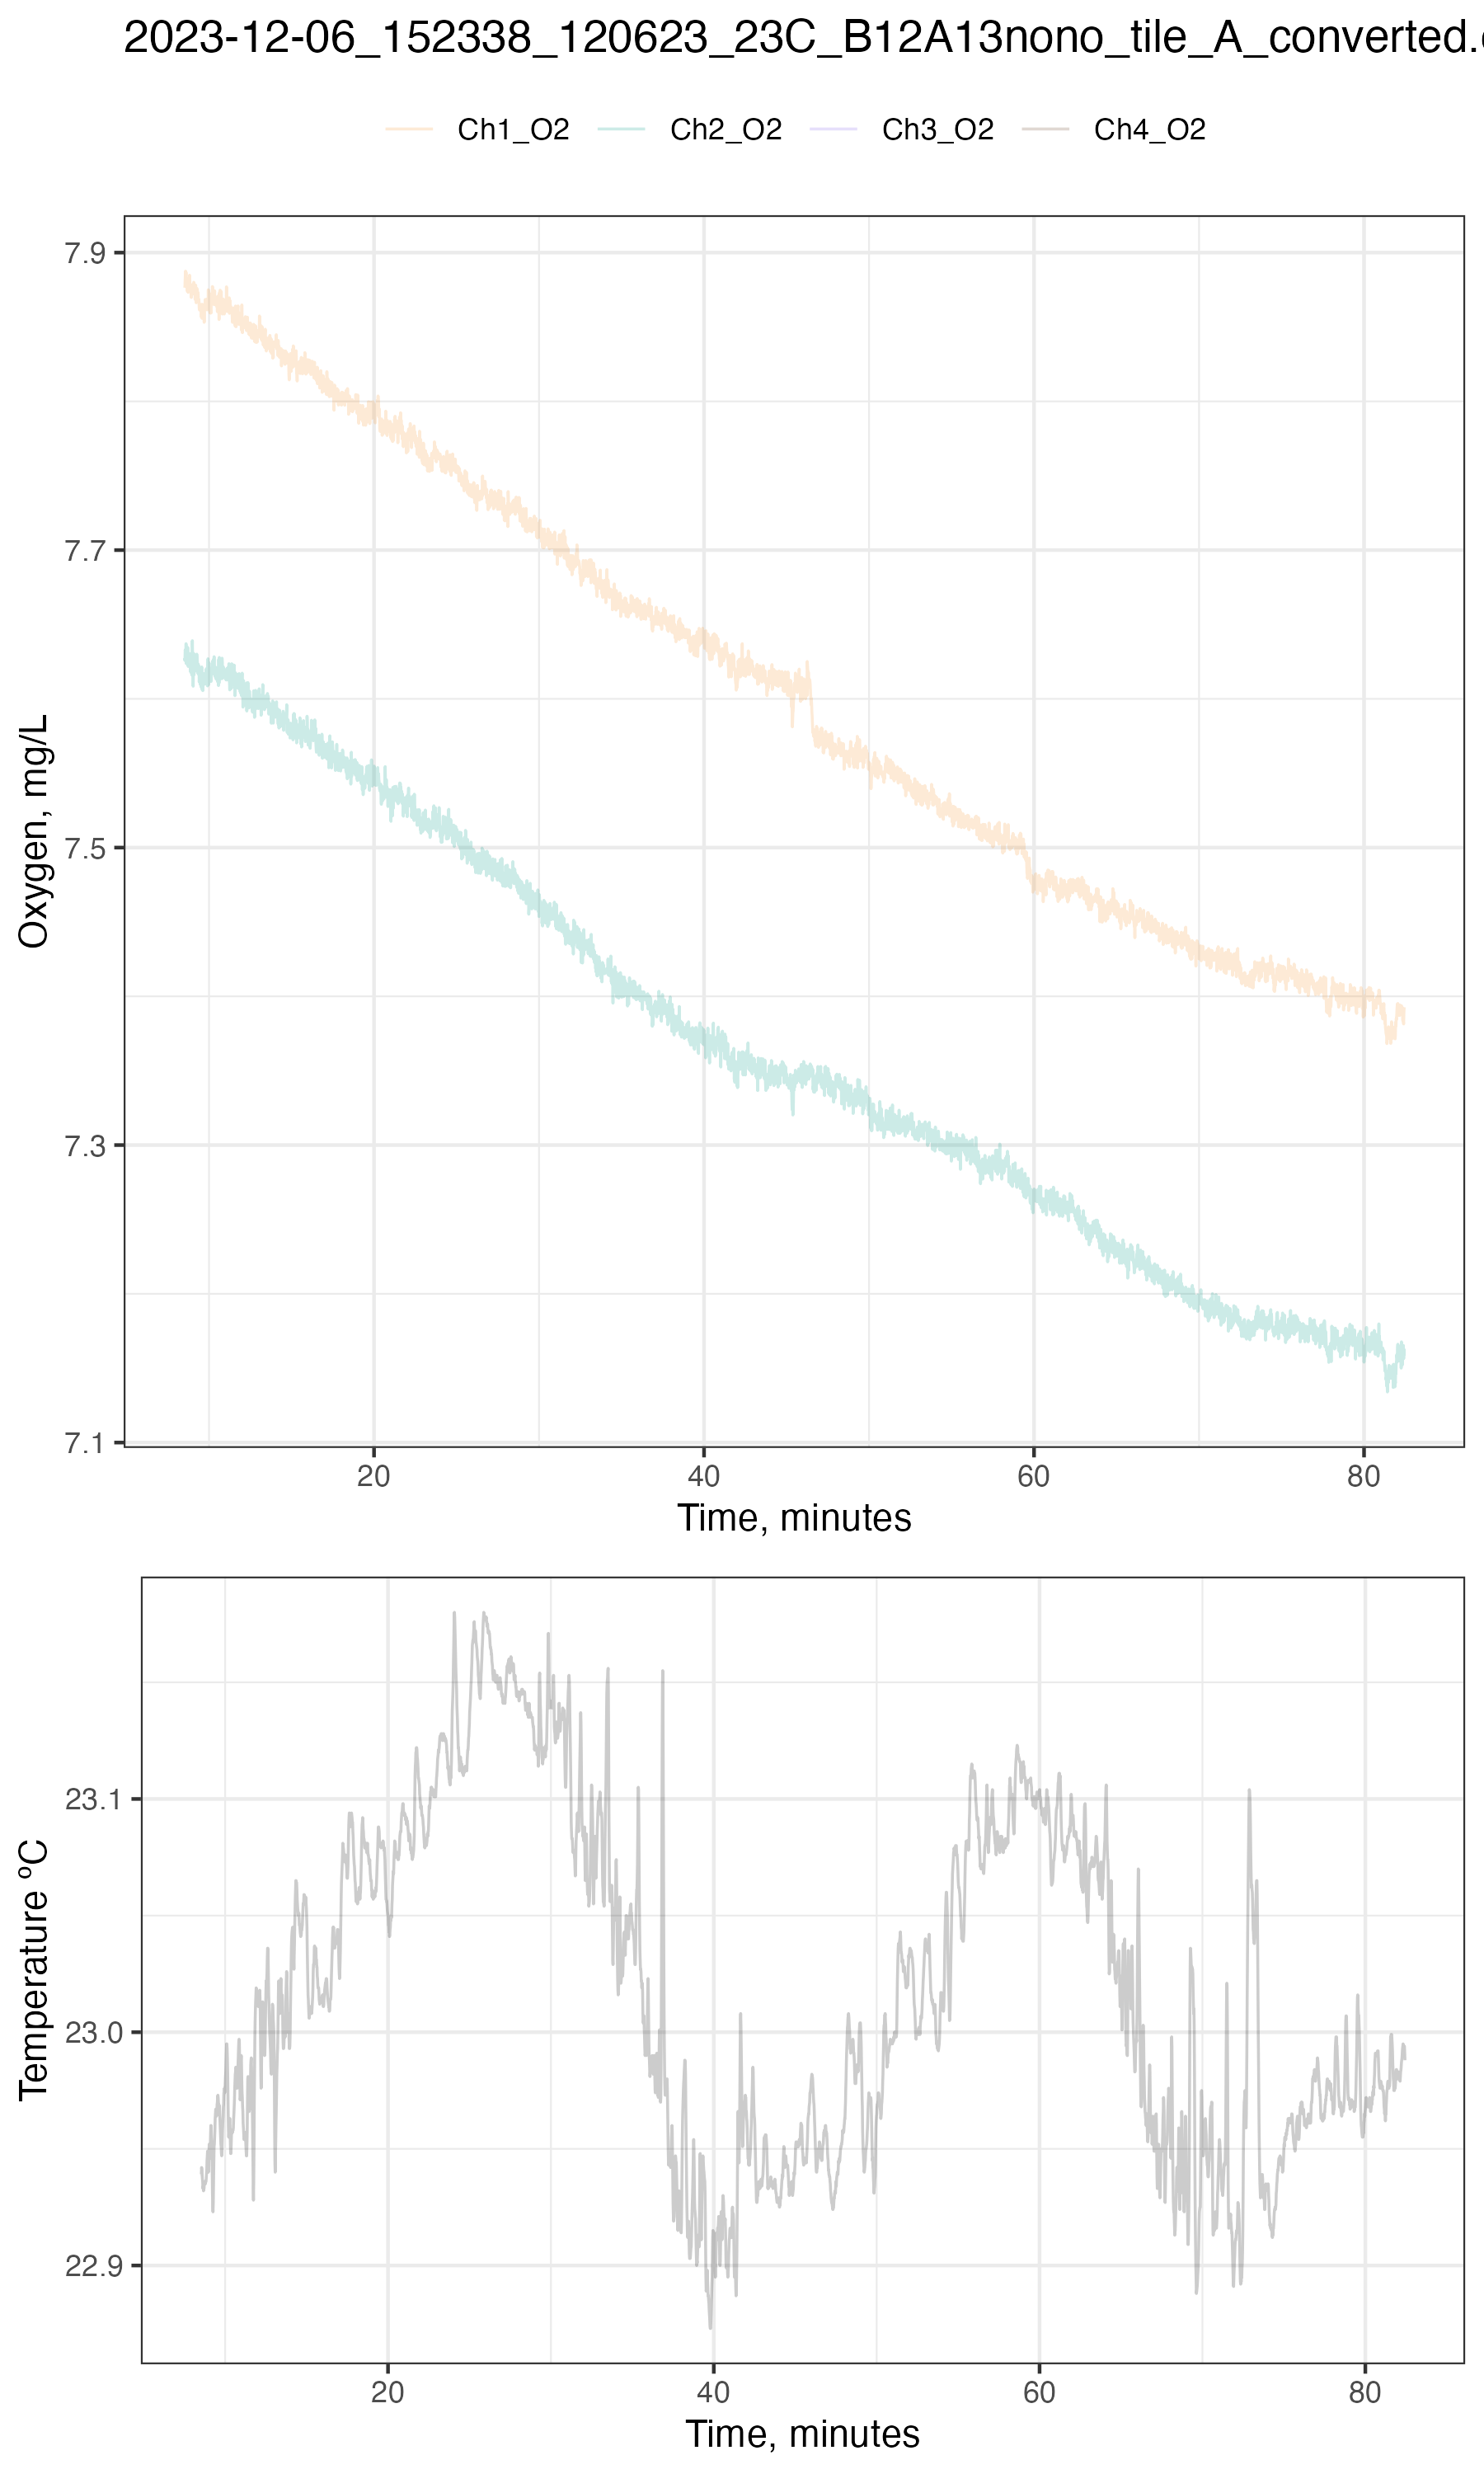 2023-12-06_152338_120623_23C_B12A13nono_tile_A_converted.
Ch1_O2 Ch2_O2 Ch3_O2 Ch4_O2
7.9
7.7
7.5
7.3
7.1
Oxygen, mg/L
20 40 60 80
Time, minutes
23.1
23.0
22.9
Temperature ºC
20 40 60 80
Time, minutes